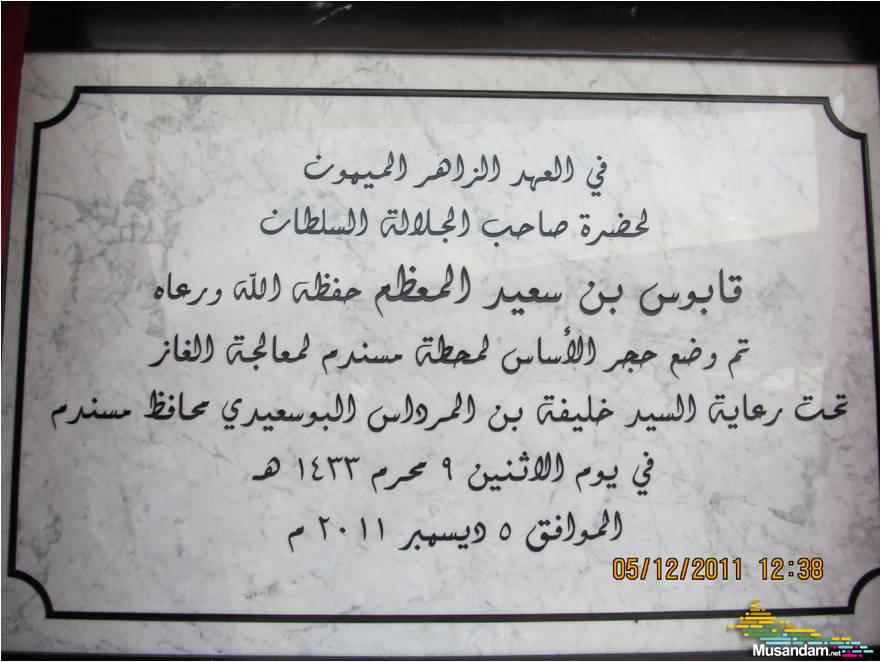 في العهد الزاهر الميمون
لحضرة صاحب الجلالة السلطان
قابوس بن سعيد المعظم حفظه الله ورعاه
تم وضع حجر الأساس لمحطة مسندم لمعالجة الغاز
تحت رعاية السيد خليفة بن المرداس البوسعيدي محافظ مسندم
في يوم الاثنين ٩ محرم ١٤٣٣ هـ
الموافق ٥ ديسمبر ٢٠١١ م
05/12/2011 12:38
Musandam.net